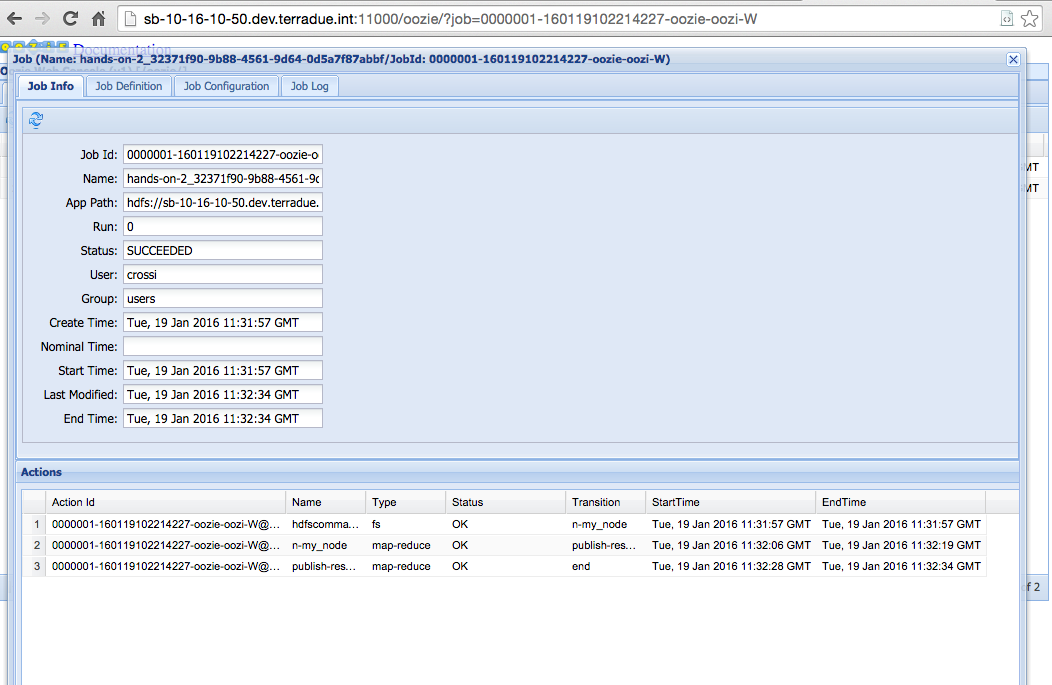 sb-10-16-10-50.dev.terradue.int:11000/oozie/?job=0000001-160119102214227-oozie-oozi-W
Documentation
Job (Name: hands-on-2_32371f90-9b88-4561-9d64-0d5a7f87abbf/JobId: 0000001-160119102214227-oozie-oozi-W)
Job Info Job Definition Job Configuration Job Log
Job Id: 0000001-160119102214227-oozie-o
Name: hands-on-2_32371f90-9b88-4561-9
App Path: hdfs://sb-10-16-10-50.dev.terradue.
Run: 0
Status: SUCCEEDED
User: crossi
Group: users
Create Time: Tue, 19 Jan 2016 11:31:57 GMT
Nominal Time:
Start Time: Tue, 19 Jan 2016 11:31:57 GMT
Last Modified: Tue, 19 Jan 2016 11:32:34 GMT
End Time: Tue, 19 Jan 2016 11:32:34 GMT
MT
MT
Actions
Action Id Name Type Status Transition StartTime EndTime
1 0000001-160119102214227-oozie-oozi-W@... hdfscomma... fs OK n-my_node Tue, 19 Jan 2016 11:31:57 GMT Tue, 19 Jan 2016 11:31:57 GMT
2 0000001-160119102214227-oozie-oozi-W@... n-my_node map-reduce OK publish-res... Tue, 19 Jan 2016 11:32:06 GMT Tue, 19 Jan 2016 11:32:19 GMT
3 0000001-160119102214227-oozie-oozi-W@... publish-res... map-reduce OK end Tue, 19 Jan 2016 11:32:28 GMT Tue, 19 Jan 2016 11:32:34 GMT
of 2